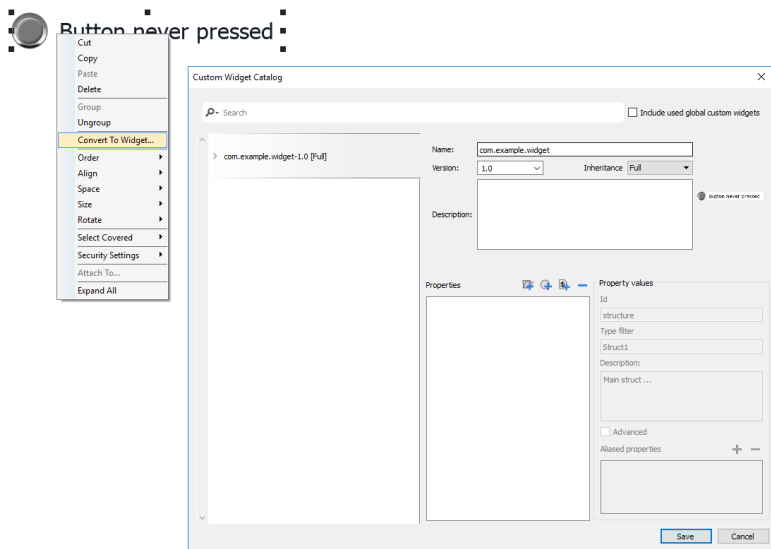 Button never pressed
Cut
Copy
Paste
Delete
Group
Ungroup
Convert To Widget...
Order
Align
Space
Size
Rotate
Select Covered
Security Settings
Attach To...
Expand All
Custom Widget Catalog
Search
Include used global custom widgets
com.example.widget-1.0 [Full]
Name: com.example.widget
Version: 1.0 Inheritance Full
Button never pressed
Description:
Properties
Property values
Id
structure
Type filter
Struct1
Description:
Main struct ...
Advanced
Aliased properties
Save Cancel